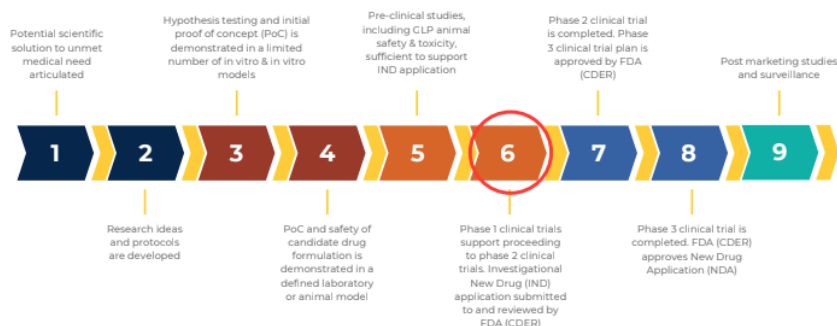 Potential scientific
solution to unmet
medical need
articulated
Hypothesis testing and initial
proof of concept (PoC) is
demonstrated in a limited
number of in vitro & in vitro
models
Pre-clinical studies,
including GLP animal
safety & toxicity,
sufficient to support
IND application
Phase 2 clinical trial
is completed. Phase
3 clinical trial plan is
approved by FDA
(CDER)
Post marketing studies
and surveillance
1
2
3
4
5
6
7
8
9
Research ideas
and protocols
are developed
PoC and safety of
candidate drug
formulation is
demonstrated in a
defined laboratory
or animal model
Phase 1 clinical trials
support proceeding
to phase 2 clinical
trials. Investigational
New Drug (IND)
application submitted
to and reviewed by
FDA (CDER)
Phase 3 clinical trial is
completed. FDA (CDER)
approves New Drug
Application (NDA)